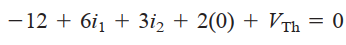 −12 + 6i₁ + 3i₂ + 2(0) + V_Th = 0